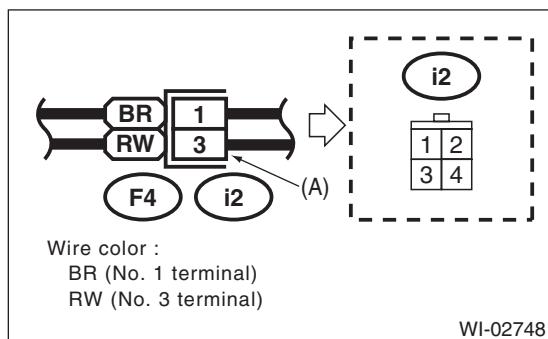 BR 1
RW 3
F4 i2 (A)
i2
1 2
3 4
Wire color :
BR (No. 1 terminal)
RW (No. 3 terminal)
WI-02748